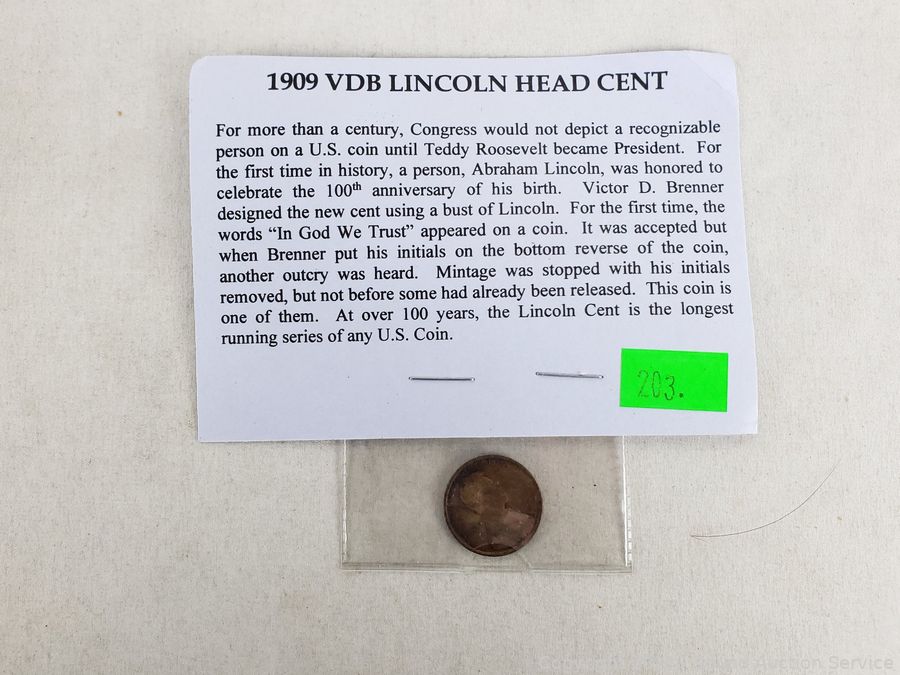 1909 VDB LINCOLN HEAD CENT
For more than a century, Congress would not depict a recognizable
person on a U.S. coin until Teddy Roosevelt became President. For
the first time in history, a person, Abraham Lincoln, was honored to
celebrate the 100th anniversary of his birth. Victor D. Brenner
designed the new cent using a bust of Lincoln. For the first time, the
words “In God We Trust” appeared on a coin. It was accepted but
when Brenner put his initials on the bottom reverse of the coin,
another outcry was heard. Mintage was stopped with his initials
removed, but not before some had already been released. This coin is
one of them. At over 100 years, the Lincoln Cent is the longest
running series of any U.S. Coin.
203.
Auction Service